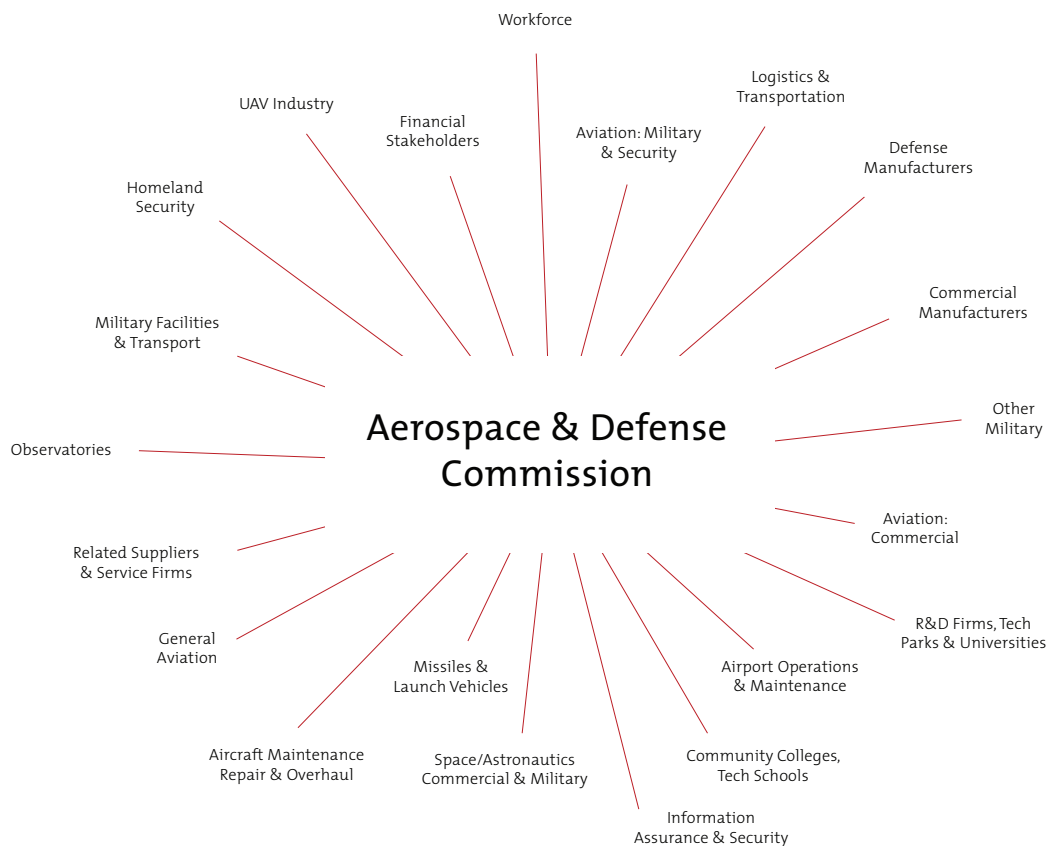 Workforce
Logistics &
Transportation
UAV Industry
Financial
Stakeholders
Aviation: Military
& Security
Defense
Manufacturers
Homeland
Security
Commercial
Manufacturers
Military Facilities
& Transport
Aerospace & Defense
Commission
Other
Military
Observatories
Aviation:
Commercial
Related Suppliers
& Service Firms
R&D Firms, Tech
Parks & Universities
General
Aviation
Missiles &
Launch Vehicles
Airport Operations
& Maintenance
Aircraft Maintenance
Repair & Overhaul
Space/Astronautics
Commercial & Military
Community Colleges,
Tech Schools
Information
Assurance & Security